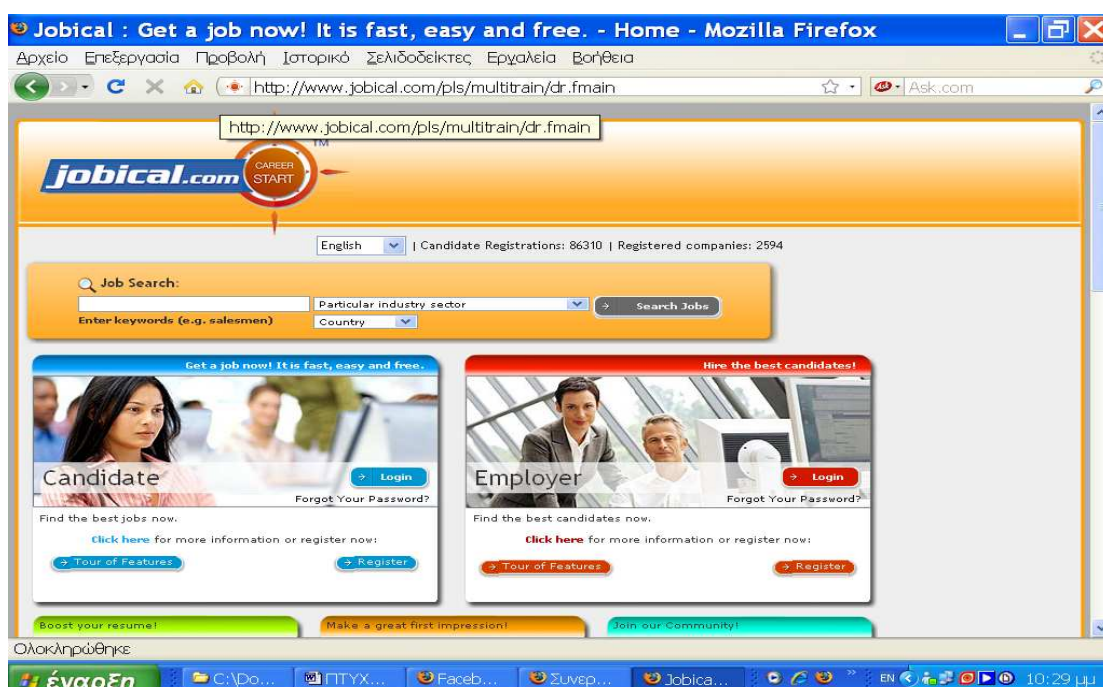 Jobical : Get a job now! It is fast, easy and free. - Home - Mozilla Firefox
Αρχείο Επεξεργασία Προβολή Ιστορικό Σελιδοδείκτες Εργαλεία Βοήθεια
http://www.jobical.com/pls/multitrain/dr.fmain Ask.com
http://www.jobical.com/pls/multitrain/dr.fmain
TM
jobical.com CAREER START
English | Candidate Registrations: 86310 | Registered companies: 2594
Job Search:
Particular industry sector Search Jobs
Enter keywords (e.g. salesmen) Country
Get a job now! It is fast, easy and free.
Candidate Login
Forgot Your Password?
Find the best jobs now.
Click here for more information or register now:
Tour of Features Register
Hire the best candidates!
Employer Login
Forgot Your Password?
Find the best candidates now.
Click here for more information or register now:
Tour of Features Register
Boost your resume! Make a great first impression! Join our Community!
Ολοκληρώθηκε
έναρξη C:\Do... ΠΤΥΧ... Faceb... Συνερ... Jobica... EN 10:29 μμ